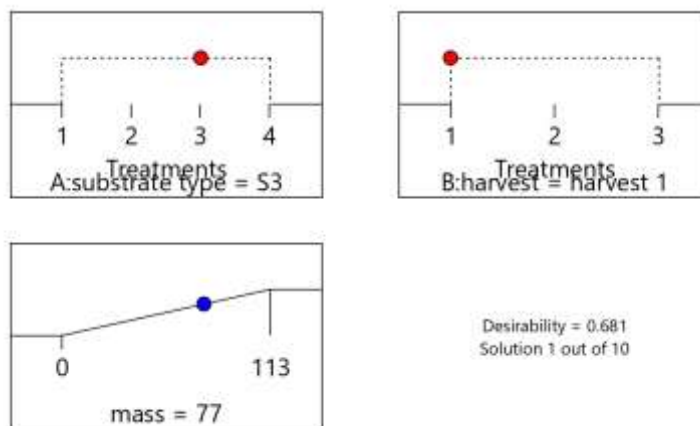 1 2 3 4
Treatments
A:substrate type = S3
1 2 3
Treatments
B:harvest = harvest 1
0 113
mass = 77
Desirability = 0.681
Solution 1 out of 10